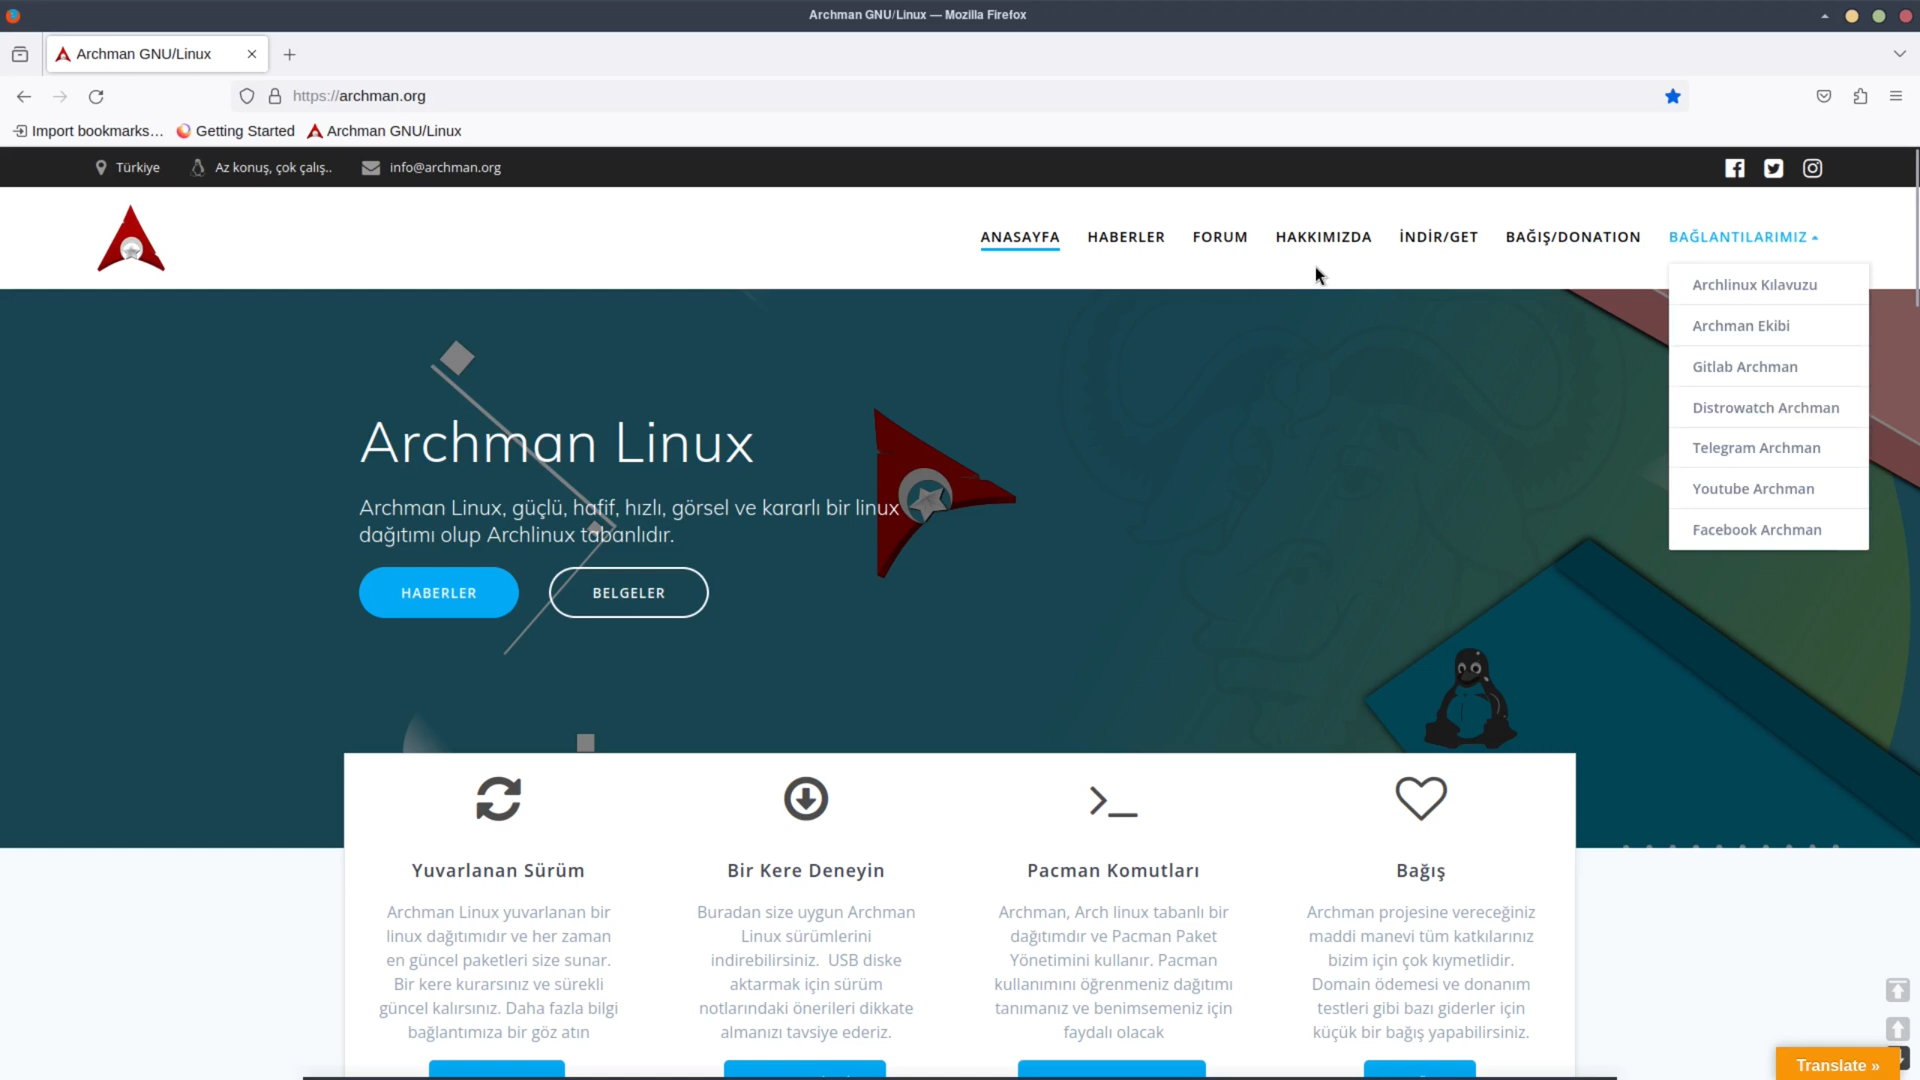 Archman GNU/Linux — Mozilla Firefox
Archman GNU/Linux
https://archman.org
Import bookmarks…
Getting Started
Archman GNU/Linux
Türkiye
Az konuş, çok çalış..
info@archman.org
ANASAYFA
HABERLER
FORUM
HAKKIMIZDA
İNDİR/GET
BAĞIŞ/DONATION
BAĞLANTILARIMIZ
Archlinux Kılavuzu
Archman Ekibi
Gitlab Archman
Distrowatch Archman
Telegram Archman
Youtube Archman
Facebook Archman
Archman Linux
Archman Linux, güçlü, hafif, hızlı, görsel ve kararlı bir linux
dağıtımı olup Archlinux tabanlıdır.
HABERLER
BELGELER
Yuvarlanan Sürüm
Archman Linux yuvarlanan bir
linux dağıtımıdır ve her zaman
en güncel paketleri size sunar.
Bir kere kurarsınız ve sürekli
güncel kalırsınız. Daha fazla bilgi
bağlantımıza bir göz atın
Bir Kere Deneyin
Buradan size uygun Archman
Linux sürümlerini
indirebilirsiniz. USB diske
aktarmak için sürüm
notlarındaki önerileri dikkate
almanızı tavsiye ederiz.
Pacman Komutları
Archman, Arch linux tabanlı bir
dağıtımdır ve Pacman Paket
Yönetimini kullanır. Pacman
kullanımını öğrenmeniz dağıtımı
tanımanız ve benimsemeniz için
faydalı olacak
Bağış
Archman projesine vereceğiniz
maddi manevi tüm katkılarınız
bizim için çok kıymetlidir.
Domain ödemesi ve donanım
testleri gibi bazı giderler için
küçük bir bağış yapabilirsiniz.
Translate »